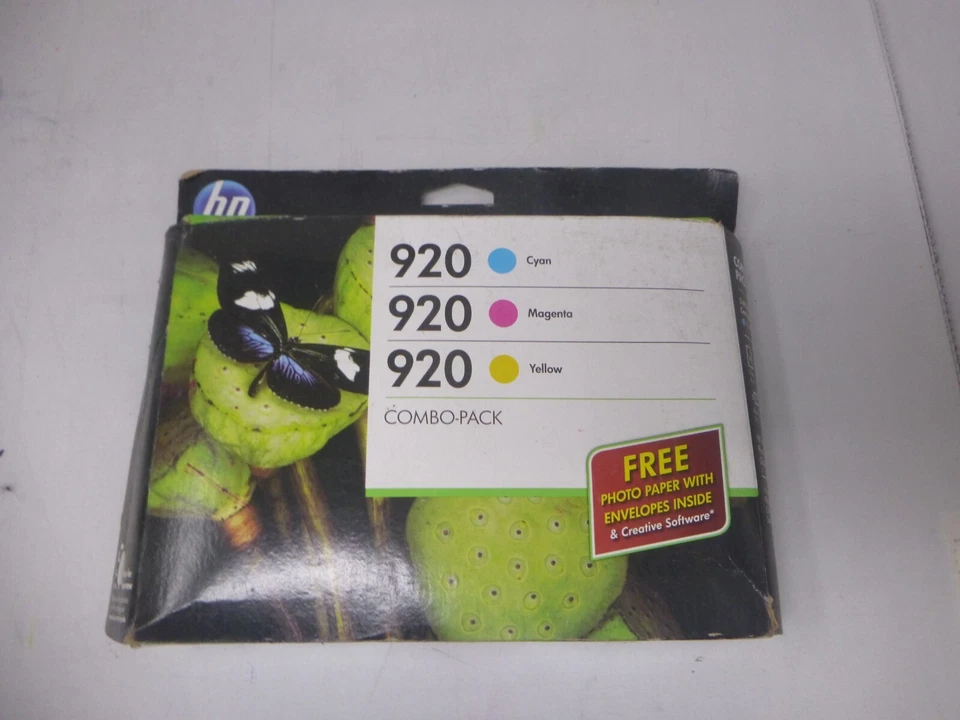 hp
920 Cyan
920 Magenta
920 Yellow
COMBO-PACK
FREE
PHOTO PAPER WITH
ENVELOPES INSIDE
& Creative Software*